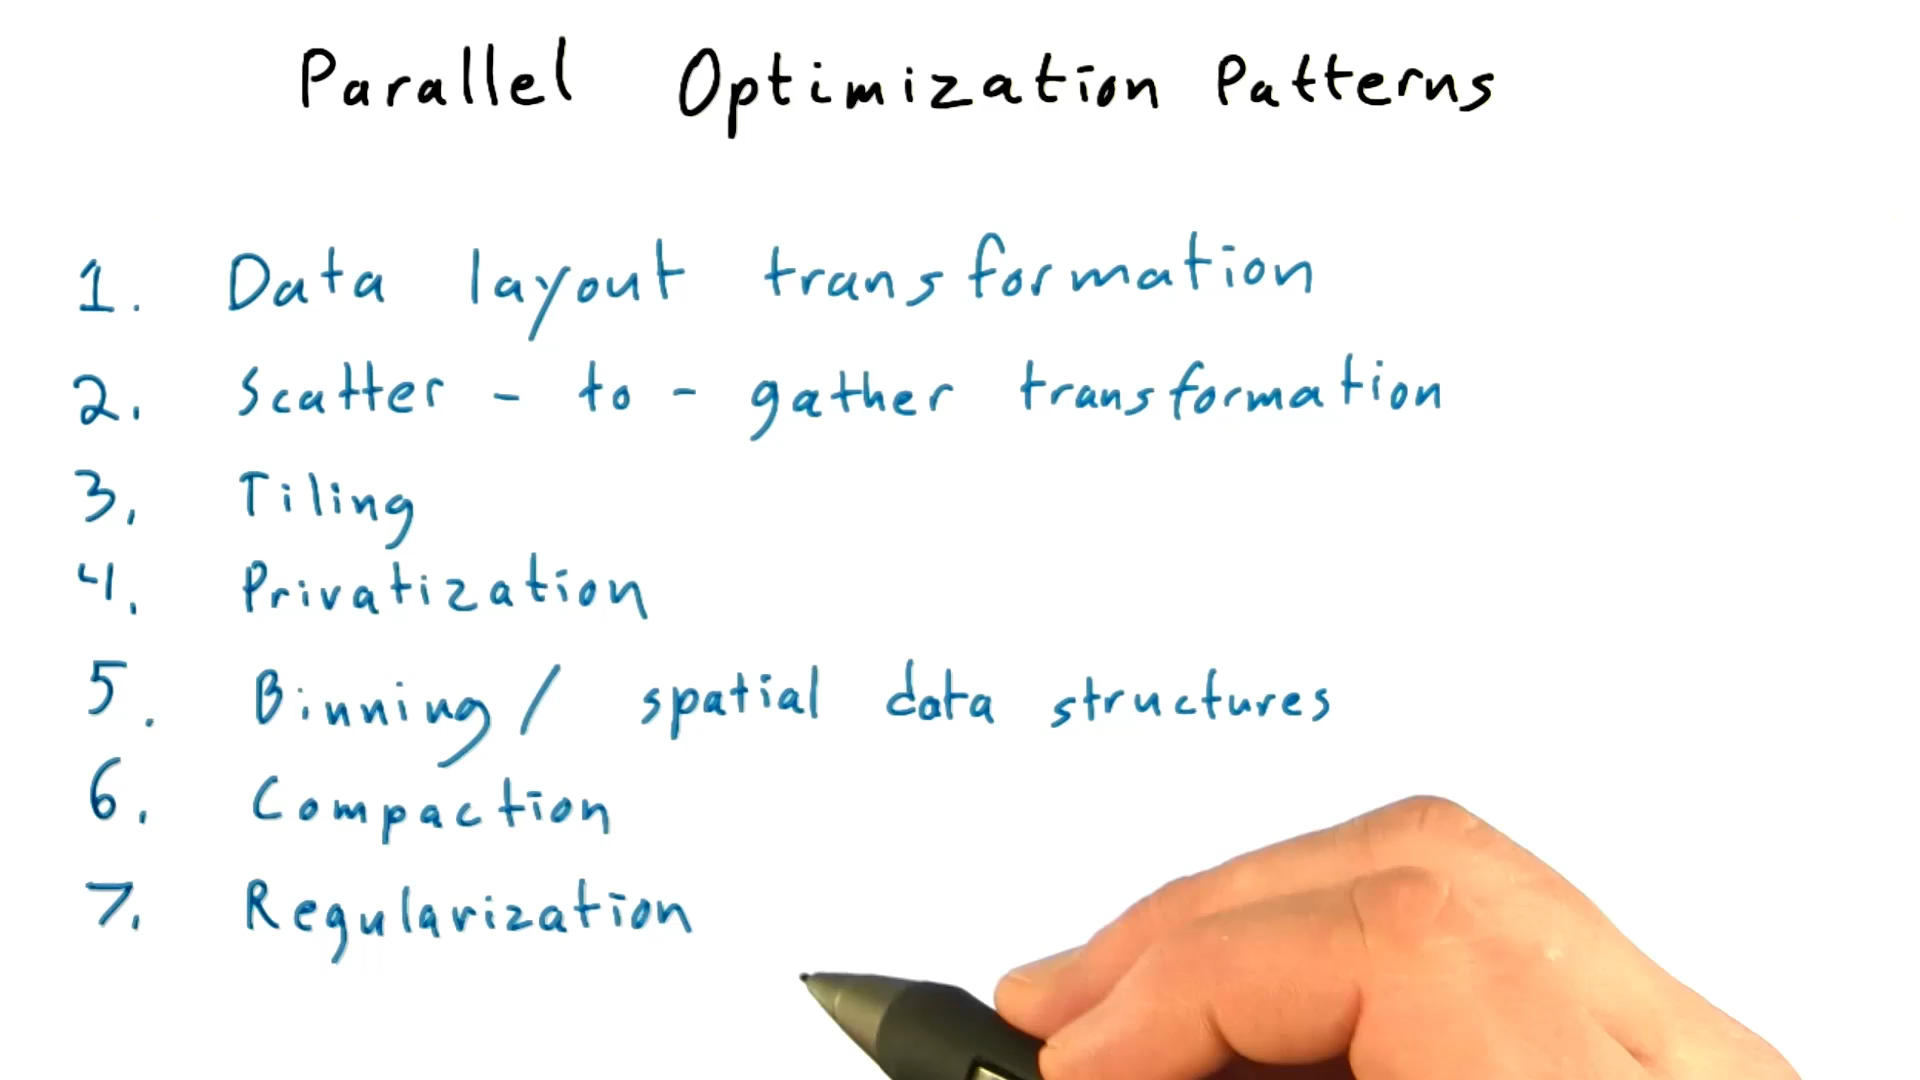 Parallel Optimization Patterns
1. Data layout transformation
2. Scatter - to - gather transformation
3. Tiling
4. Privatization
5. Binning / spatial data structures
6. Compaction
7. Regularization